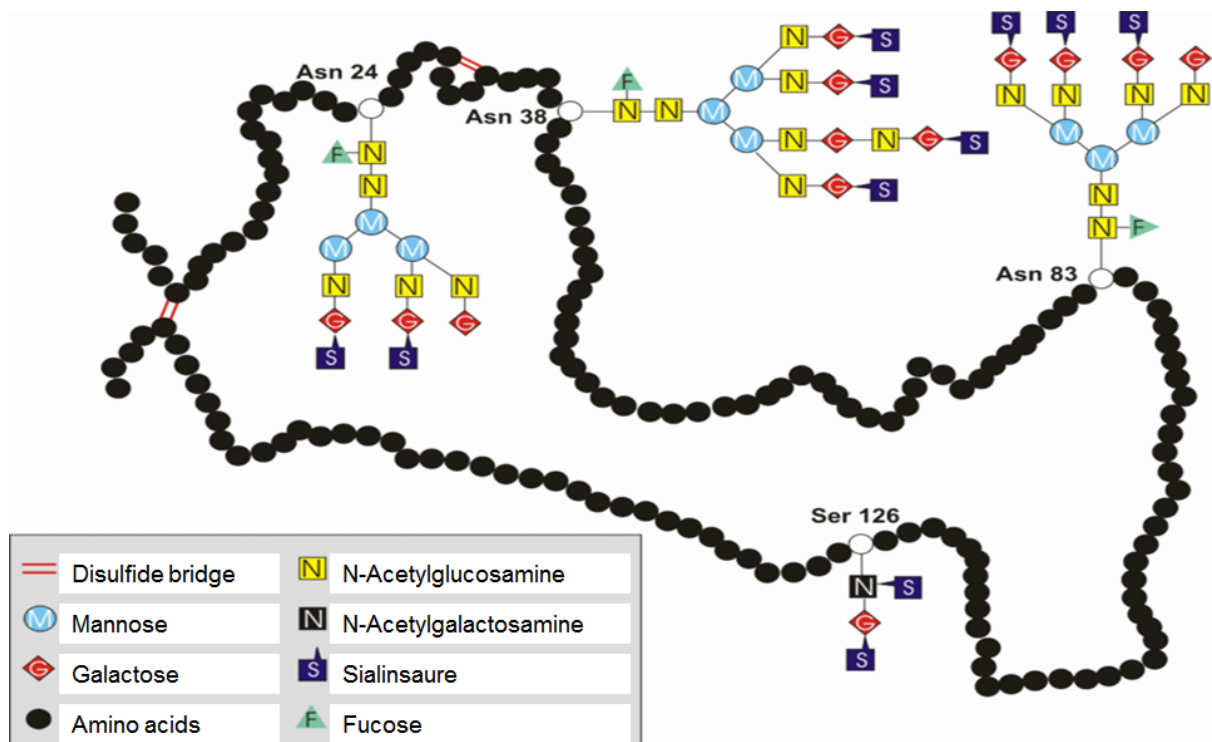 Asn 24
Asn 38
Asn 83
Ser 126
F
N
N
M
M
M
N
N
N
G
G
G
S
S
F
N
N
M
M
M
N
G
S
N
G
S
N
G
N
G
S
N
G
S
S
S
S
G
G
G
G
N
N
N
N
M
M
M
N
N
F
N
S
G
S
Disulfide bridge
N N-Acetylglucosamine
M Mannose
N N-Acetylgalactosamine
G Galactose
S Sialinsaure
Amino acids
F Fucose